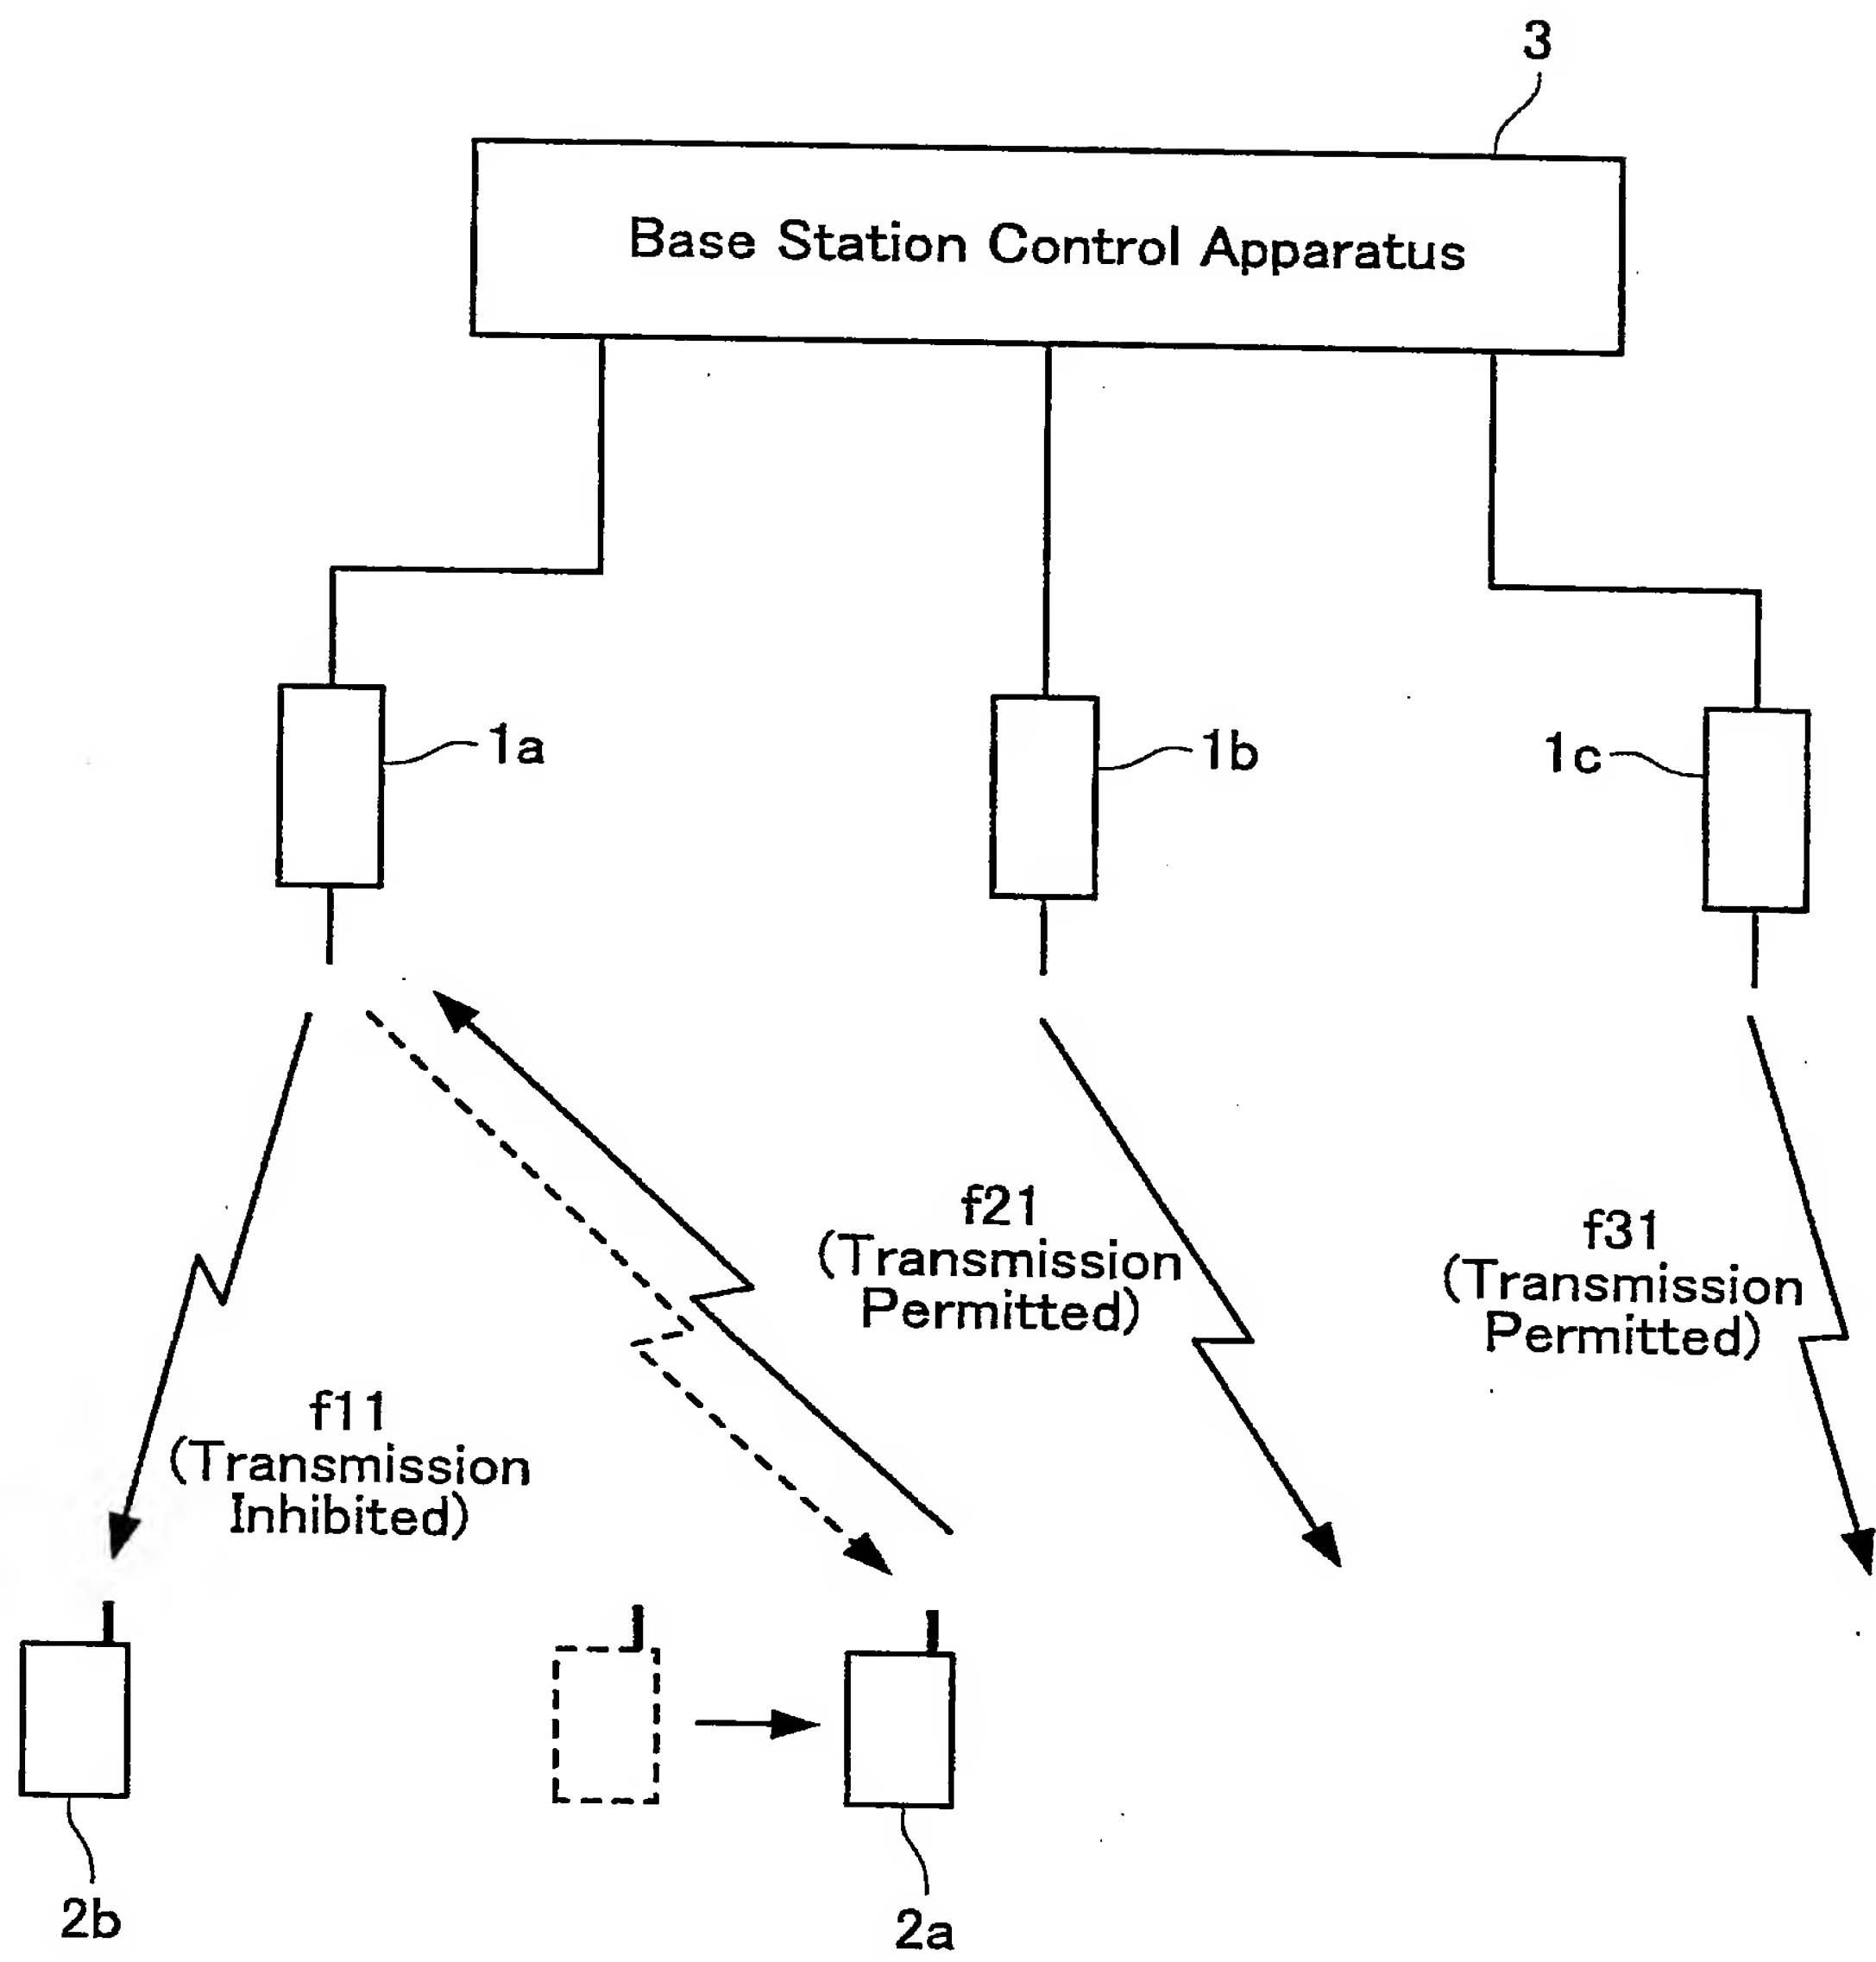 3
Base Station Control Apparatus
1a
1b
1c
f21
(Transmission
Permitted)
f31
(Transmission
Permitted)
f11
(Transmission
Inhibited)
2b
2a